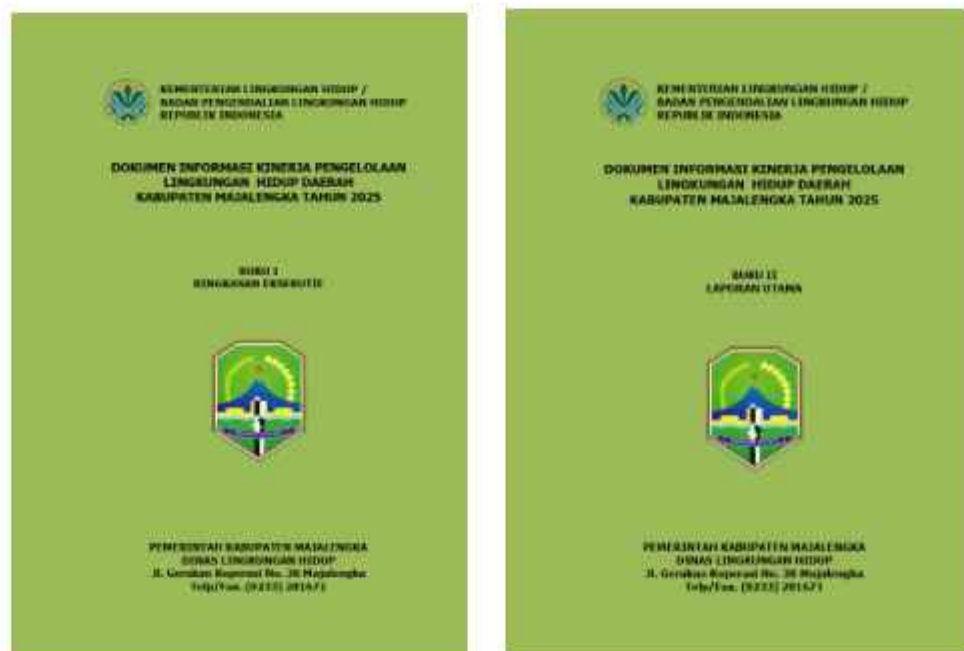 KEMENTERIAN LINGKUNGAN HIDUP /
BADAN PENGENDALIAN LINGKUNGAN HIDUP
REPUBLIK INDONESIA
DOKUMEN INFORMASI KINERJA PENGELOLAAN
LINGKUNGAN HIDUP DAERAH
KABUPATEN MAJALENGKA TAHUN 2025
BUKU I
RINGKASAN EKSEKUTIF
PEMERINTAH KABUPATEN MAJALENGKA
DINAS LINGKUNGAN HIDUP
Jl. Gerakan Koperasi No. 38 Majalengka
Telp/Fax. (0233) 281671
KEMENTERIAN LINGKUNGAN HIDUP /
BADAN PENGENDALIAN LINGKUNGAN HIDUP
REPUBLIK INDONESIA
DOKUMEN INFORMASI KINERJA PENGELOLAAN
LINGKUNGAN HIDUP DAERAH
KABUPATEN MAJALENGKA TAHUN 2025
BUKU II
LAPORAN UTAMA
PEMERINTAH KABUPATEN MAJALENGKA
DINAS LINGKUNGAN HIDUP
Jl. Gerakan Koperasi No. 38 Majalengka
Telp/Fax. (0233) 281671